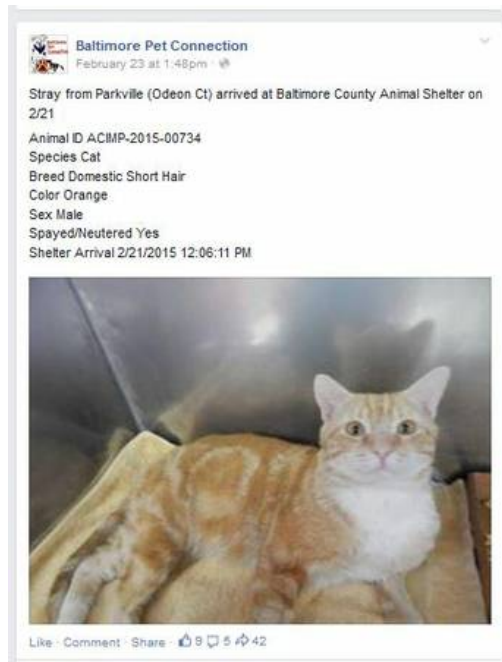 Baltimore Pet Connection
February 23 at 1:48pm ·
Stray from Parkville (Odeon Ct) arrived at Baltimore County Animal Shelter on
2/21
Animal ID ACIMP-2015-00734
Species Cat
Breed Domestic Short Hair
Color Orange
Sex Male
Spayed/Neutered Yes
Shelter Arrival 2/21/2015 12:06:11 PM
Like · Comment · Share · 9 5 42